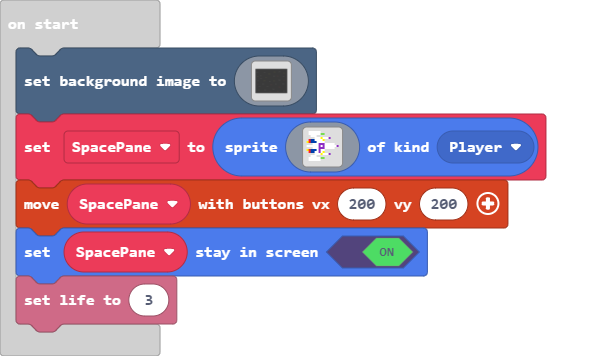 on start
set background image to
set SpacePane to sprite P of kind Player
move SpacePane with buttons vx 200 vy 200
set SpacePane stay in screen ON
set life to 3